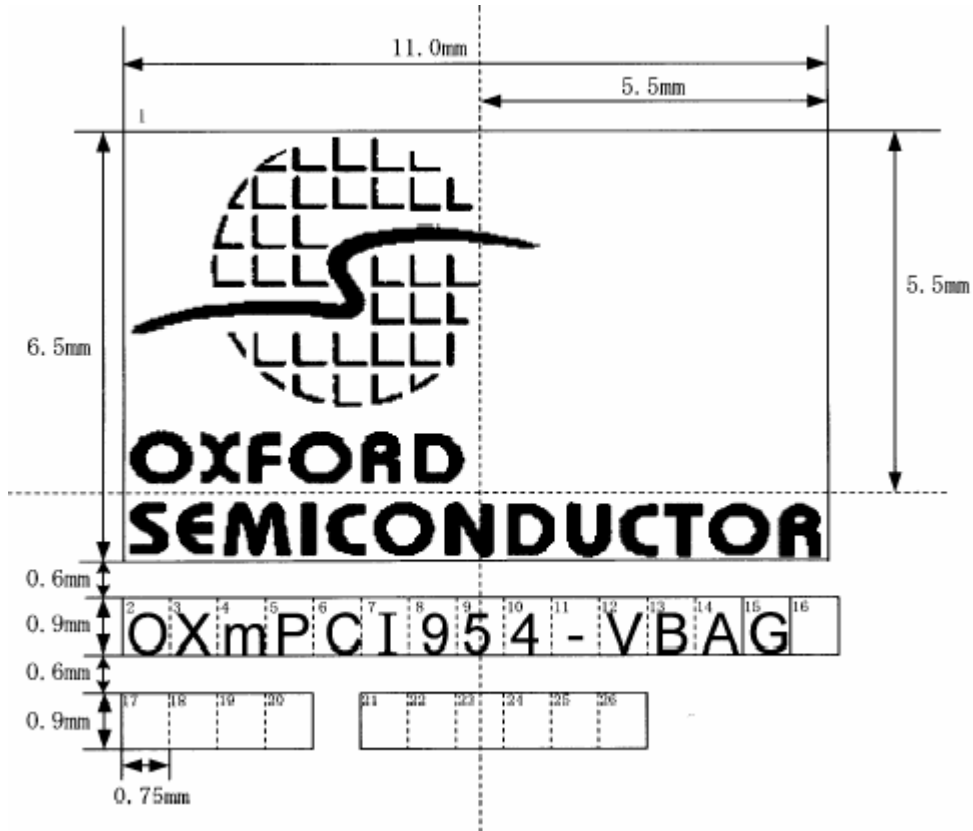 11.0mm
5.5mm
1
5.5mm
6.5mm
OXFORD
SEMICONDUCTOR
0.6mm
2 3 4 5 6 7 8 9 10 11 12 13 14 15 16
0.9mm
OXmPCI954-VBAG
0.6mm
17 18 19 20 21 22 23 24 25 26
0.9mm
0.75mm